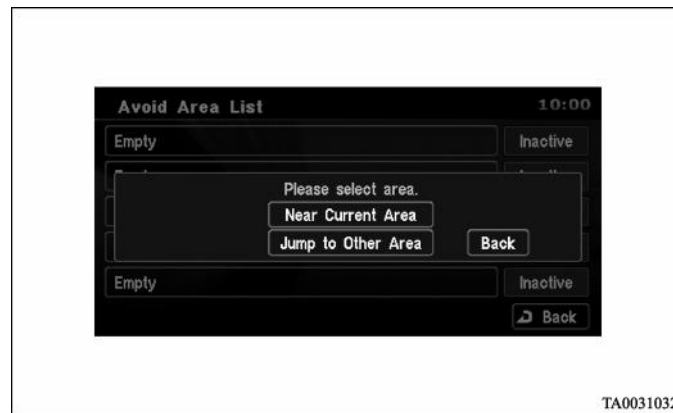 Avoid Area List 10:00
Empty Inactive
Please select area.
Near Current Area
Jump to Other Area Back
Empty Inactive
Back
TA0031032